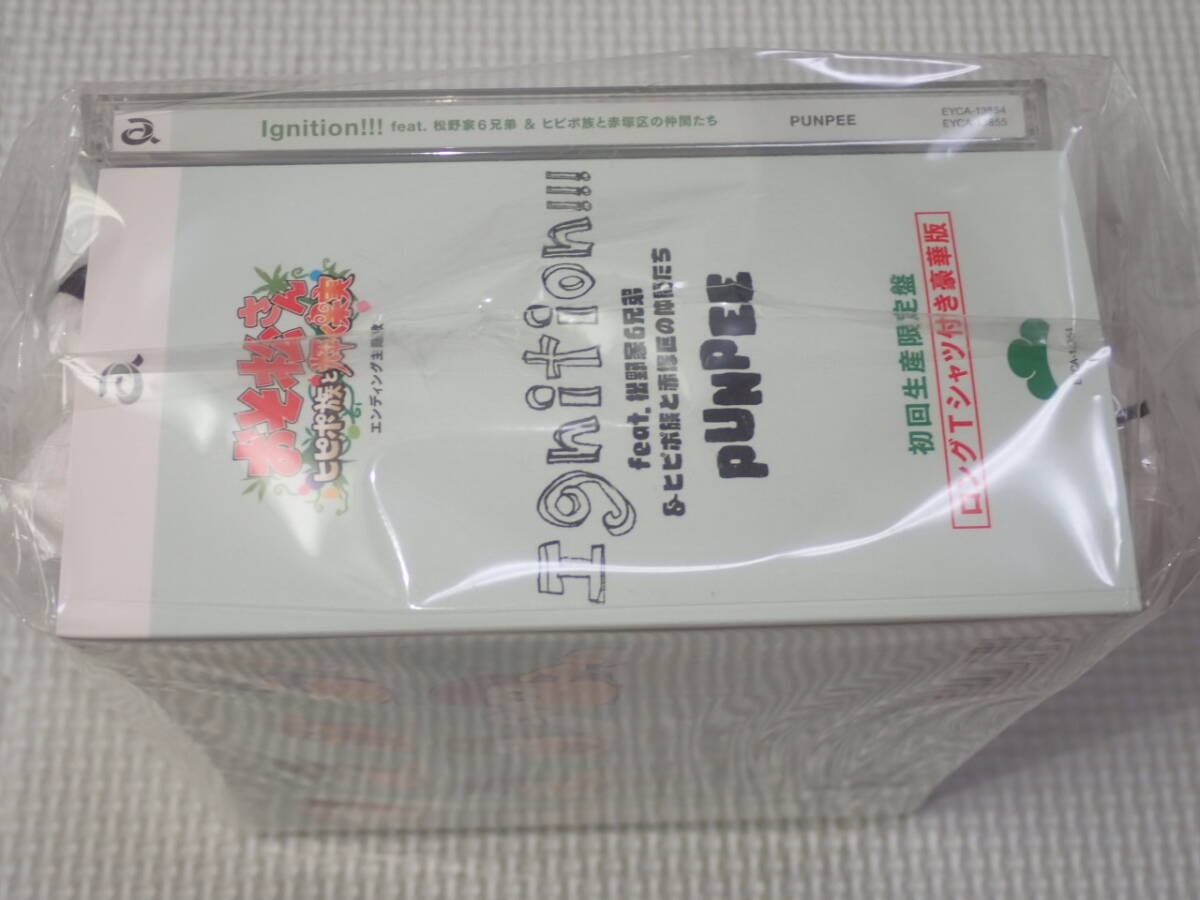 Ignition!!! feat. 松野家6兄弟 & ヒピポ族と赤塚区の仲間たち PUNPEE
おそ松さん
ヒピポ族と輝く果実
エンディング主題歌
Ignition!!!
feat. 松野家6兄弟
& ヒピポ族と赤塚区の仲間たち
PUNPEE
初回生産限定盤
ロングTシャツ付き豪華版